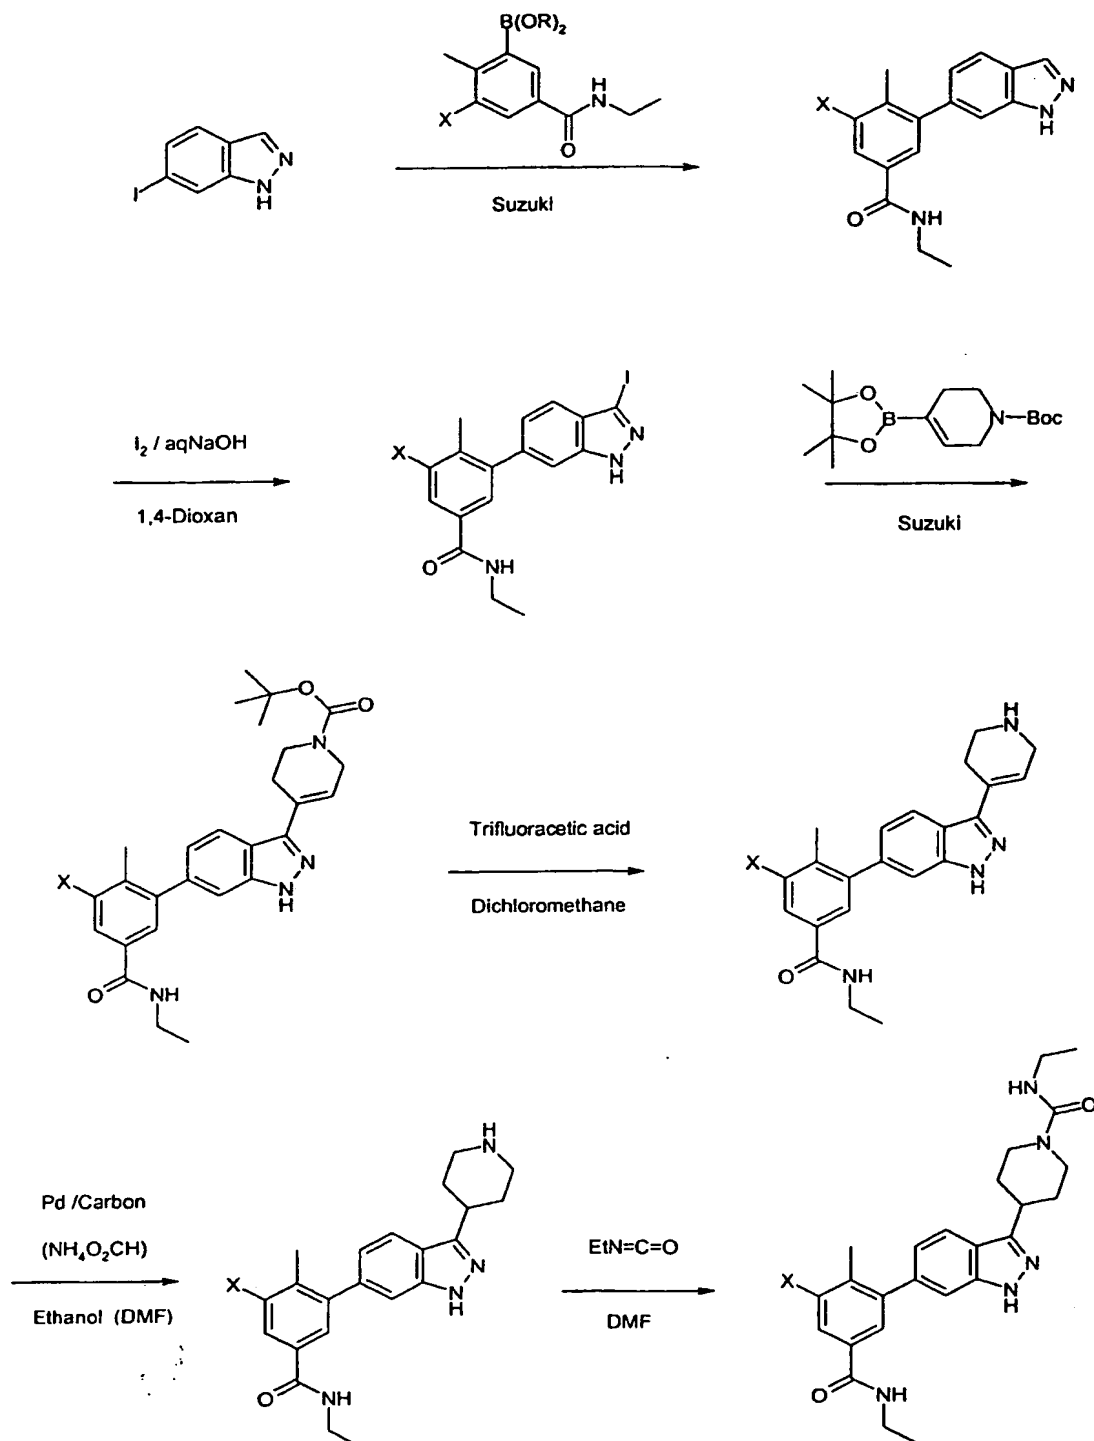 B(OR)₂
H
N
X
O
I
N
N
H
Suzuki
X
N
N
H
O
NH
I₂ / aqNaOH
1,4-Dioxan
I
X
N
N
H
O
NH
O
B
O
N
Boc
Suzuki
O
O
N
X
N
N
H
O
NH
Trifluoracetic acid
Dichloromethane
H
N
X
N
N
H
O
NH
Pd /Carbon
(NH₄O₂CH)
Ethanol (DMF)
H
N
X
N
N
H
O
NH
EtN=C=O
DMF
HN
O
N
X
N
N
H
O
NH